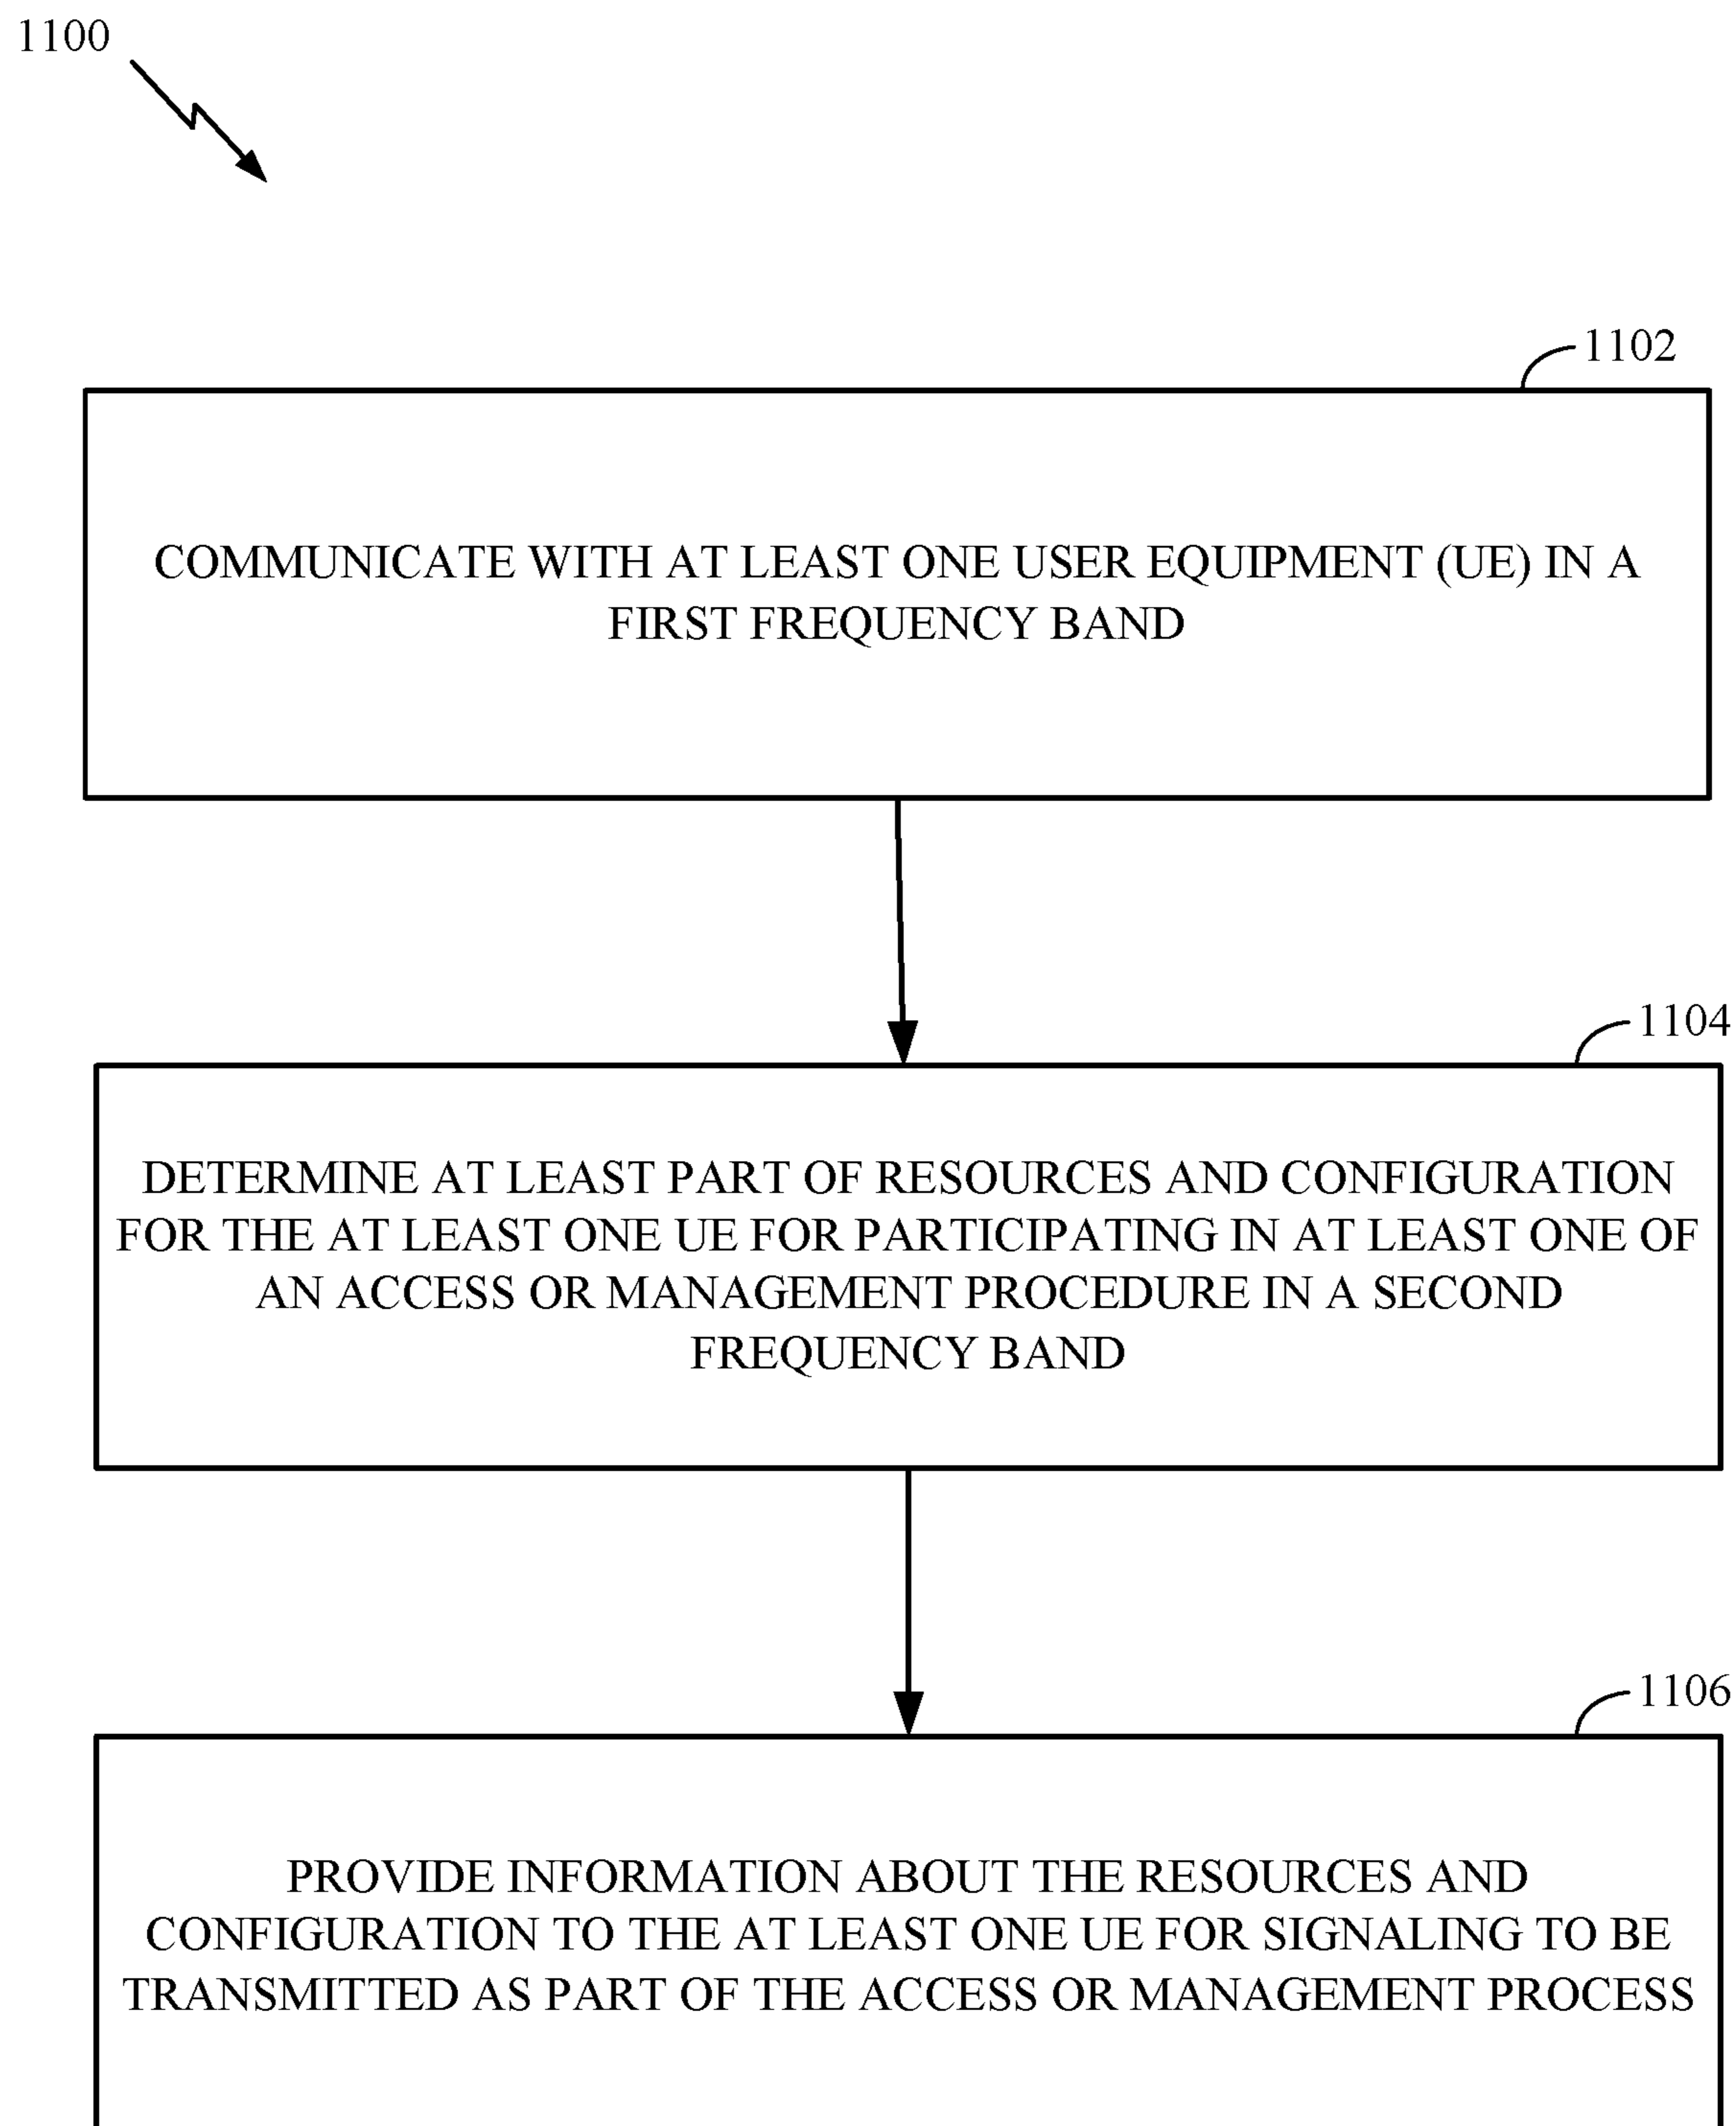 1100
1102
COMMUNICATE WITH AT LEAST ONE USER EQUIPMENT (UE) IN A
FIRST FREQUENCY BAND
1104
DETERMINE AT LEAST PART OF RESOURCES AND CONFIGURATION
FOR THE AT LEAST ONE UE FOR PARTICIPATING IN AT LEAST ONE OF
AN ACCESS OR MANAGEMENT PROCEDURE IN A SECOND
FREQUENCY BAND
1106
PROVIDE INFORMATION ABOUT THE RESOURCES AND
CONFIGURATION TO THE AT LEAST ONE UE FOR SIGNALING TO BE
TRANSMITTED AS PART OF THE ACCESS OR MANAGEMENT PROCESS